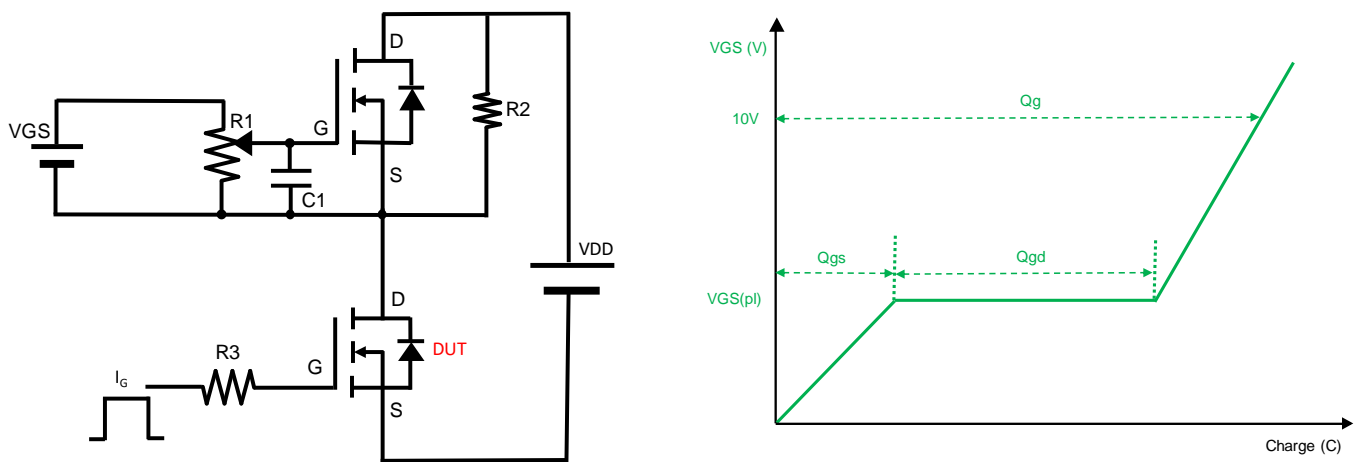 D
R1
VGS
G
R2
S
C1
VDD
D
R3
G
DUT
IG
S
VGS (V)
Qg
10V
Qgs
Qgd
VGS(pl)
Charge (C)